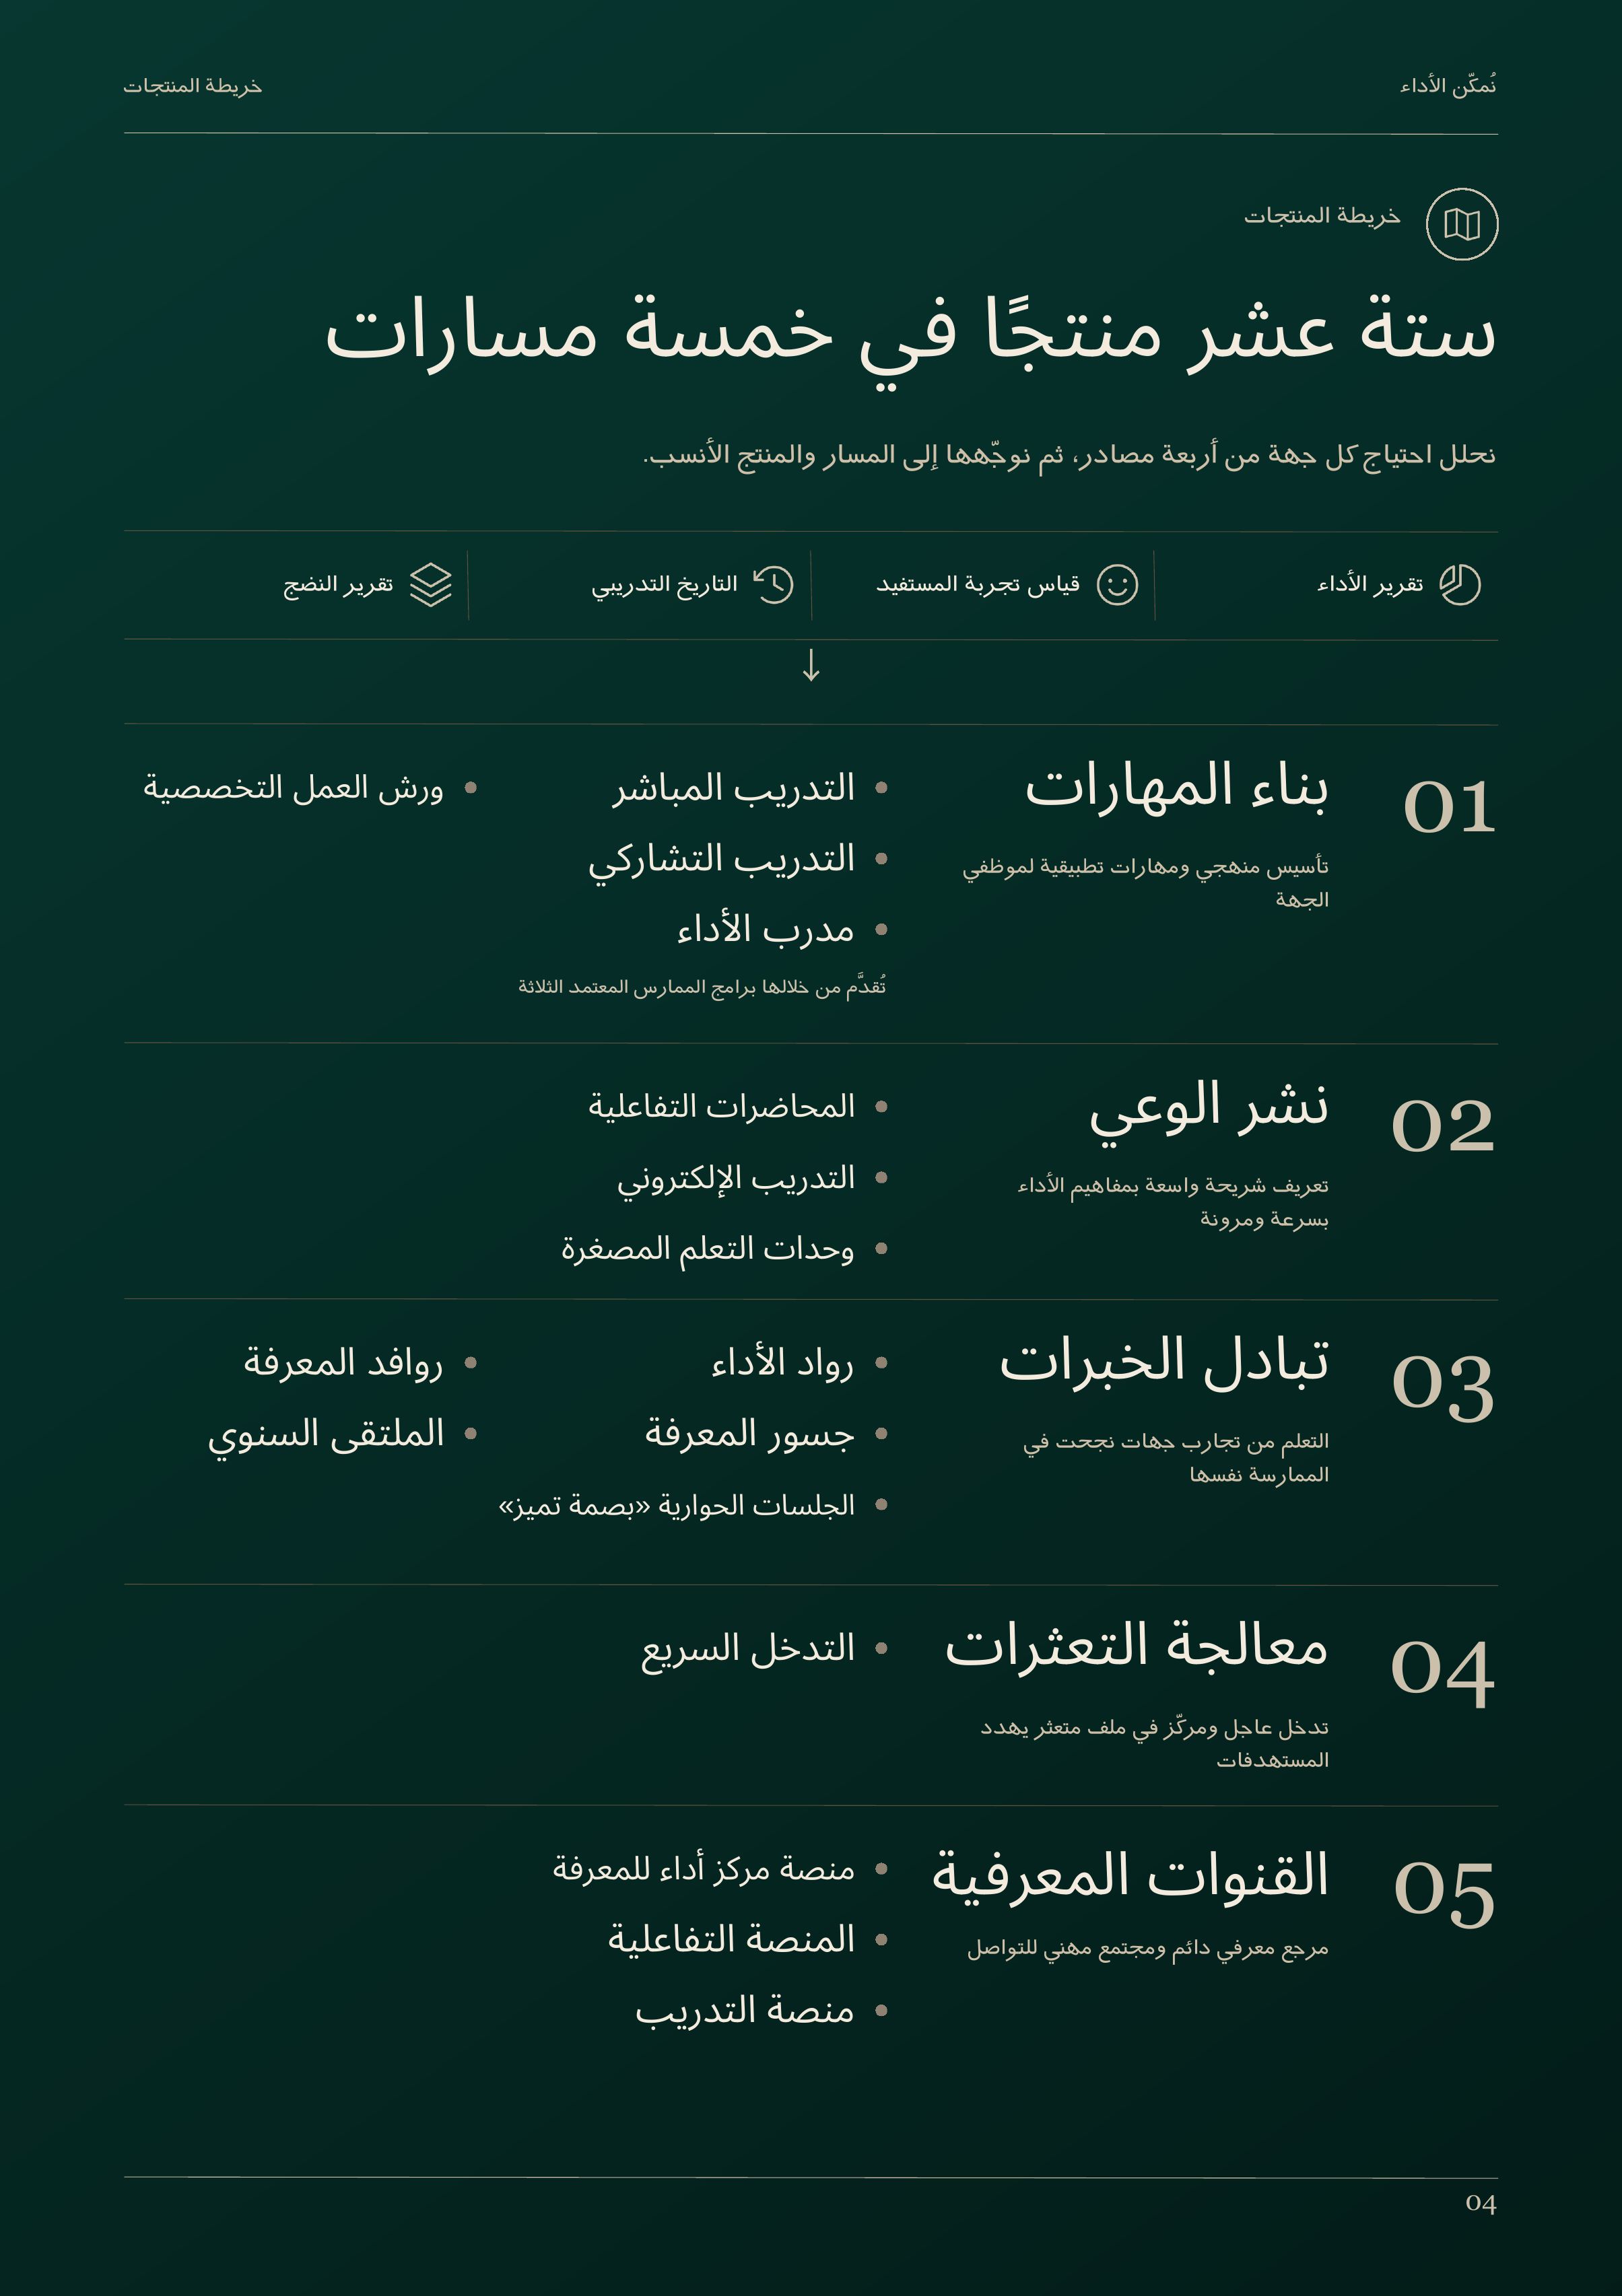 نُمكّن الأداء
خريطة المنتجات
خريطة المنتجات
ستة عشر منتجًا في خمسة مسارات
نحلل احتياج كل جهة من أربعة مصادر، ثم نوجّهها إلى المسار والمنتج الأنسب.
تقرير الأداء
قياس تجربة المستفيد
التاريخ التدريبي
تقرير النضج
01
بناء المهارات
تأسيس منهجي ومهارات تطبيقية لموظفي
الجهة
التدريب المباشر
ورش العمل التخصصية
التدريب التشاركي
مدرب الأداء
تُقدَّم من خلالها برامج الممارس المعتمد الثلاثة
02
نشر الوعي
تعريف شريحة واسعة بمفاهيم الأداء
بسرعة ومرونة
المحاضرات التفاعلية
التدريب الإلكتروني
وحدات التعلم المصغرة
03
تبادل الخبرات
التعلم من تجارب جهات نجحت في
الممارسة نفسها
رواد الأداء
روافد المعرفة
جسور المعرفة
الملتقى السنوي
الجلسات الحوارية «بصمة تميز»
04
معالجة التعثرات
تدخل عاجل ومركّز في ملف متعثر يهدد
المستهدفات
التدخل السريع
05
القنوات المعرفية
مرجع معرفي دائم ومجتمع مهني للتواصل
منصة مركز أداء للمعرفة
المنصة التفاعلية
منصة التدريب
04